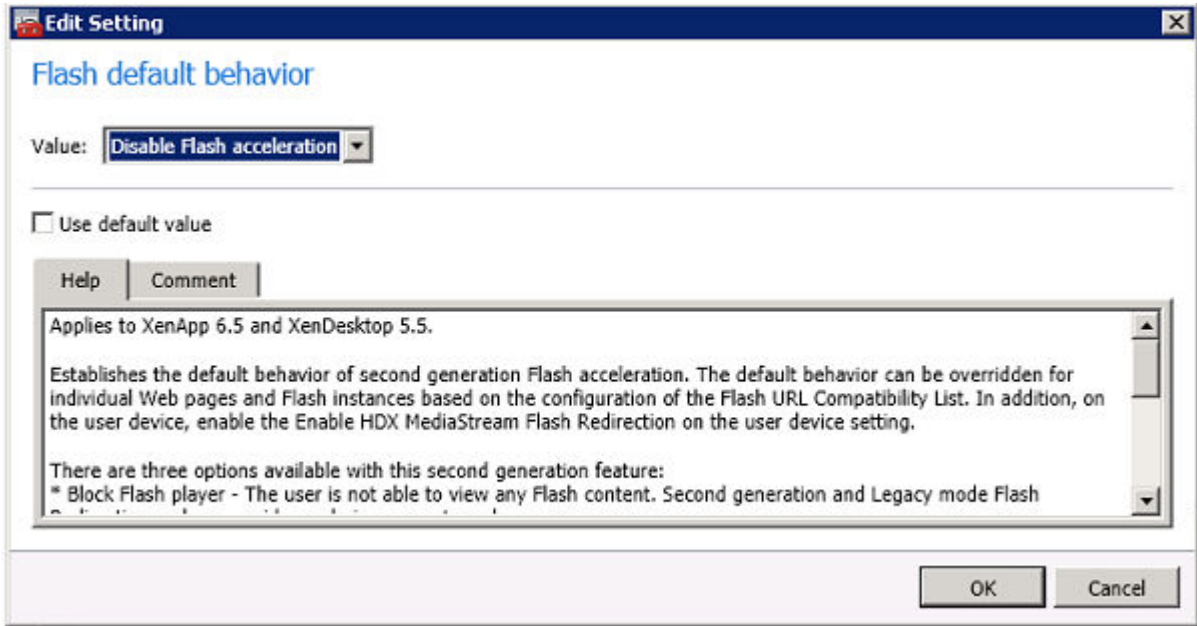 Edit Setting
Flash default behavior
Value: Disable Flash acceleration
Use default value
Help Comment
Applies to XenApp 6.5 and XenDesktop 5.5.
Establishes the default behavior of second generation Flash acceleration. The default behavior can be overridden for
individual Web pages and Flash instances based on the configuration of the Flash URL Compatibility List. In addition, on
the user device, enable the Enable HDX MediaStream Flash Redirection on the user device setting.
There are three options available with this second generation feature:
* Block Flash player - The user is not able to view any Flash content. Second generation and Legacy mode Flash
OK Cancel